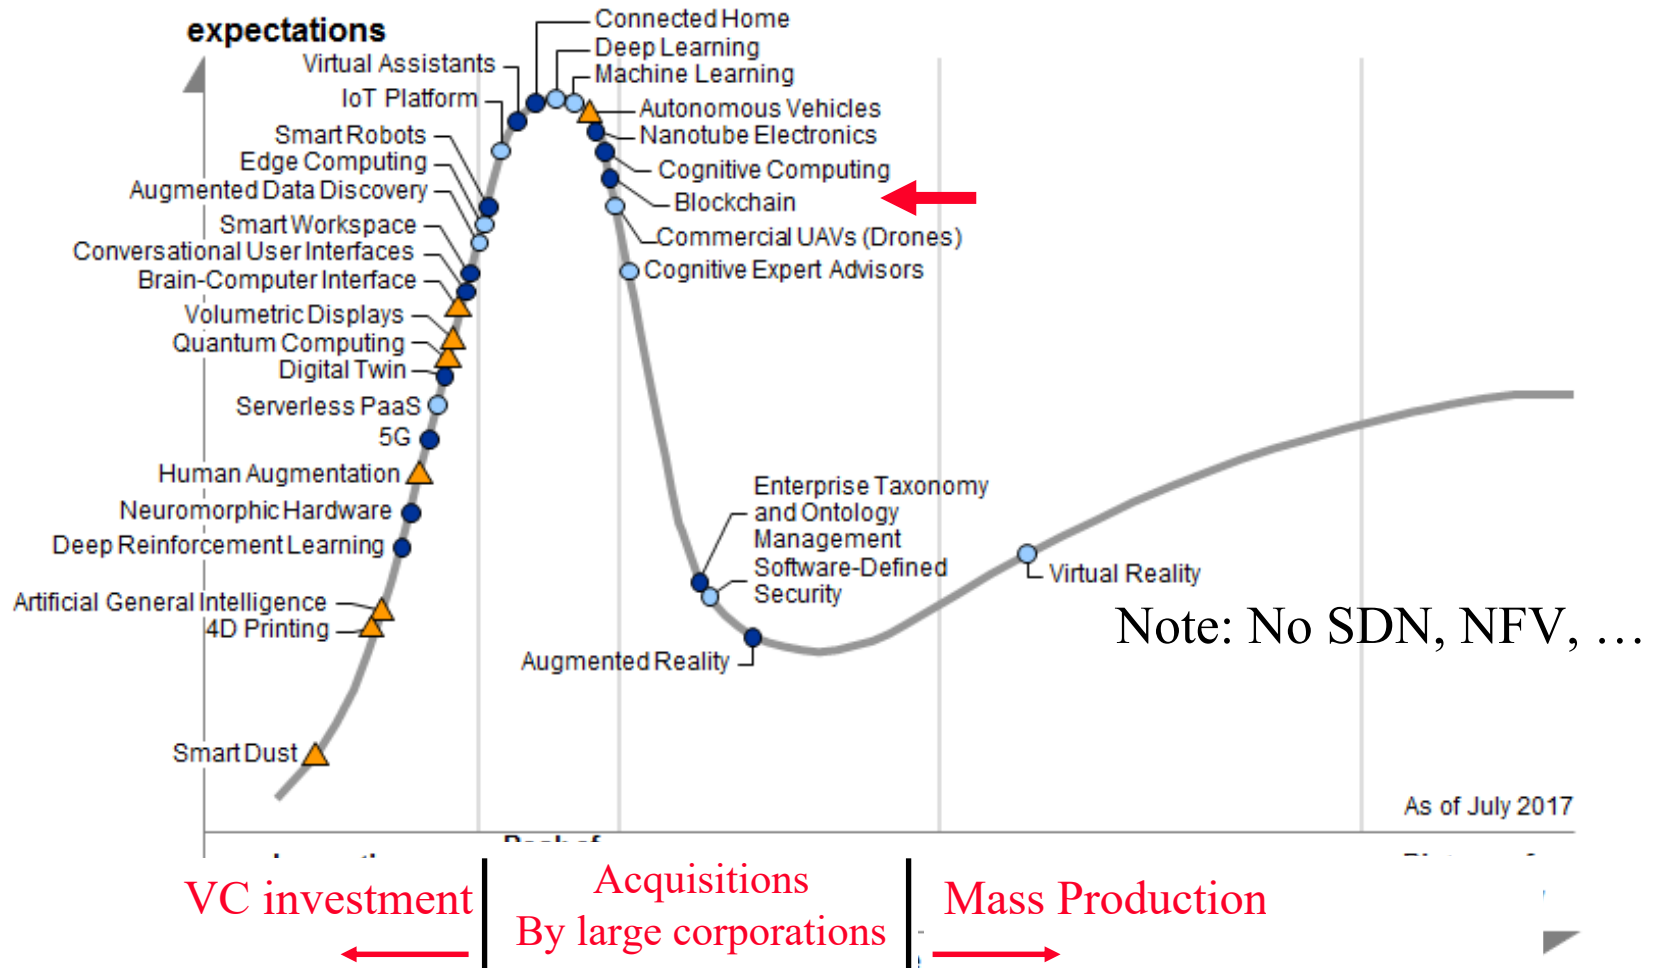 expectations
Connected Home
Deep Learning
Virtual Assistants
Machine Learning
IoT Platform
Autonomous Vehicles
Smart Robots
Nanotube Electronics
Edge Computing
Cognitive Computing
Augmented Data Discovery
Blockchain
Smart Workspace
Commercial UAVs (Drones)
Conversational User Interfaces
Cognitive Expert Advisors
Brain-Computer Interface
Volumetric Displays
Quantum Computing
Digital Twin
Serverless PaaS
5G
Human Augmentation
Enterprise Taxonomy
and Ontology
Management
Neuromorphic Hardware
Deep Reinforcement Learning
Software-Defined
Security
Virtual Reality
Artificial General Intelligence
4D Printing
Note: No SDN, NFV, …
Augmented Reality
Smart Dust
As of July 2017
VC investment
Acquisitions
By large corporations
Mass Production